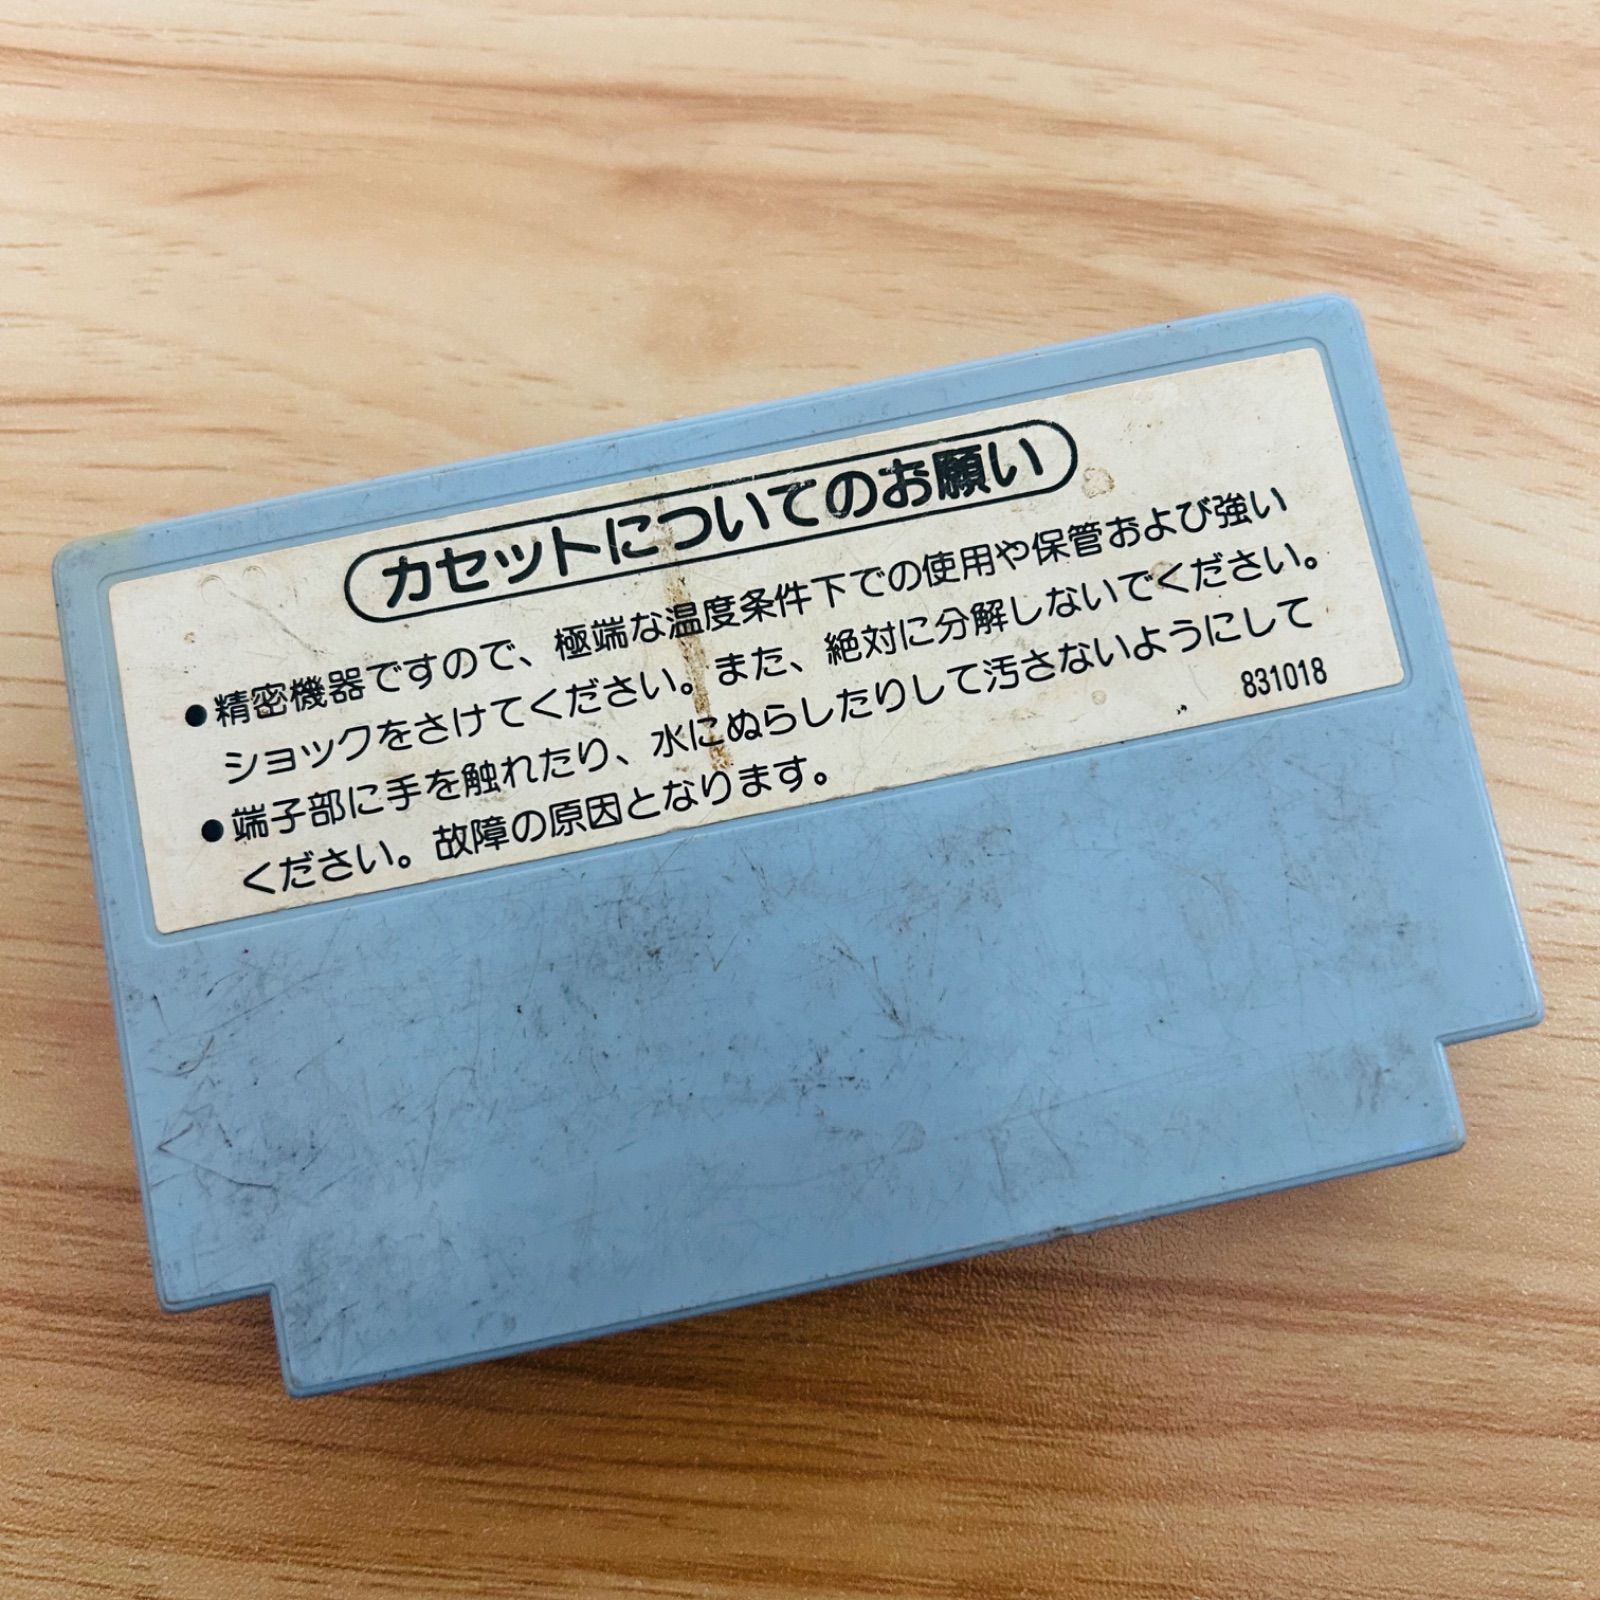 カセットについてのお願い
●精密機器ですので、極端な温度条件下での使用や保管および強い
ショックをさけてください。また、絶対に分解しないでください。
●端子部に手を触れたり、水にぬらしたりして汚さないようにして
ください。故障の原因となります。
831018